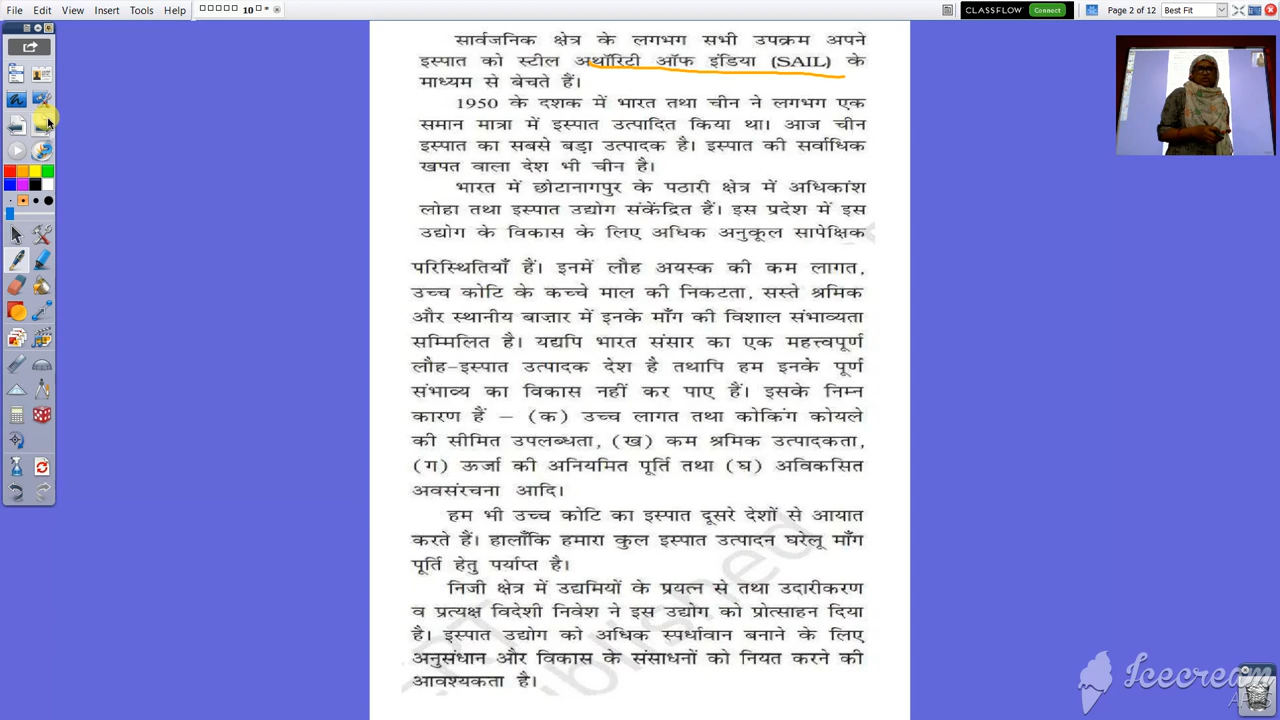 File Edit View Insert Tools Help 10 * CLASSFLOW Connect Page 2 of 12 Best Fit
सार्वजनिक क्षेत्र के लगभग सभी उपक्रम अपने
इस्पात को स्टील अथॉरिटी ऑफ इंडिया (SAIL) के
माध्यम से बेचते हैं।
1950 के दशक में भारत तथा चीन ने लगभग एक
समान मात्रा में इस्पात उत्पादित किया था। आज चीन
इस्पात का सबसे बड़ा उत्पादक है। इस्पात की सर्वाधिक
खपत वाला देश भी चीन है।
भारत में छोटानागपुर के पठारी क्षेत्र में अधिकांश
लोहा तथा इस्पात उद्योग संकेंद्रित हैं। इस प्रदेश में इस
उद्योग के विकास के लिए अधिक अनुकूल सापेक्षिक
परिस्थितियाँ हैं। इनमें लौह अयस्क की कम लागत,
उच्च कोटि के कच्चे माल की निकटता, सस्ते श्रमिक
और स्थानीय बाज़ार में इनके माँग की विशाल संभाव्यता
सम्मिलित है। यद्यपि भारत संसार का एक महत्त्वपूर्ण
लौह-इस्पात उत्पादक देश है तथापि हम इनके पूर्ण
संभाव्य का विकास नहीं कर पाए हैं। इसके निम्न
कारण हैं – (क) उच्च लागत तथा कोकिंग कोयले
की सीमित उपलब्धता, (ख) कम श्रमिक उत्पादकता,
(ग) ऊर्जा की अनियमित पूर्ति तथा (घ) अविकसित
अवसंरचना आदि।
हम भी उच्च कोटि का इस्पात दूसरे देशों से आयात
करते हैं। हालाँकि हमारा कुल इस्पात उत्पादन घरेलू माँग
पूर्ति हेतु पर्याप्त है।
निजी क्षेत्र में उद्यमियों के प्रयत्न से तथा उदारीकरण
व प्रत्यक्ष विदेशी निवेश ने इस उद्योग को प्रोत्साहन दिया
है। इस्पात उद्योग को अधिक स्पर्धावान बनाने के लिए
अनुसंधान और विकास के संसाधनों को नियत करने की
आवश्यकता है।
Icecream
APPS